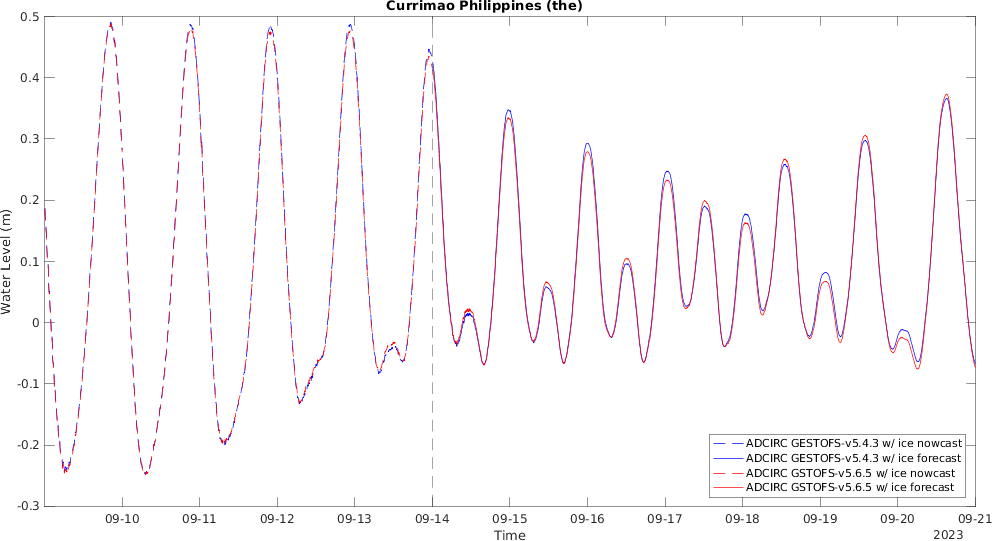 Currimao Philippines (the)
0.5
0.4
0.3
0.2
0.1
0
-0.1
-0.2
-0.3
Water Level (m)
ADCIRC GESTOFS-v5.4.3 w/ ice nowcast
ADCIRC GESTOFS-v5.4.3 w/ ice forecast
ADCIRC GSTOFS-v5.6.5 w/ ice nowcast
ADCIRC GSTOFS-v5.6.5 w/ ice forecast
09-10 09-11 09-12 09-13 09-14 09-15 09-16 09-17 09-18 09-19 09-20 09-21
Time
2023